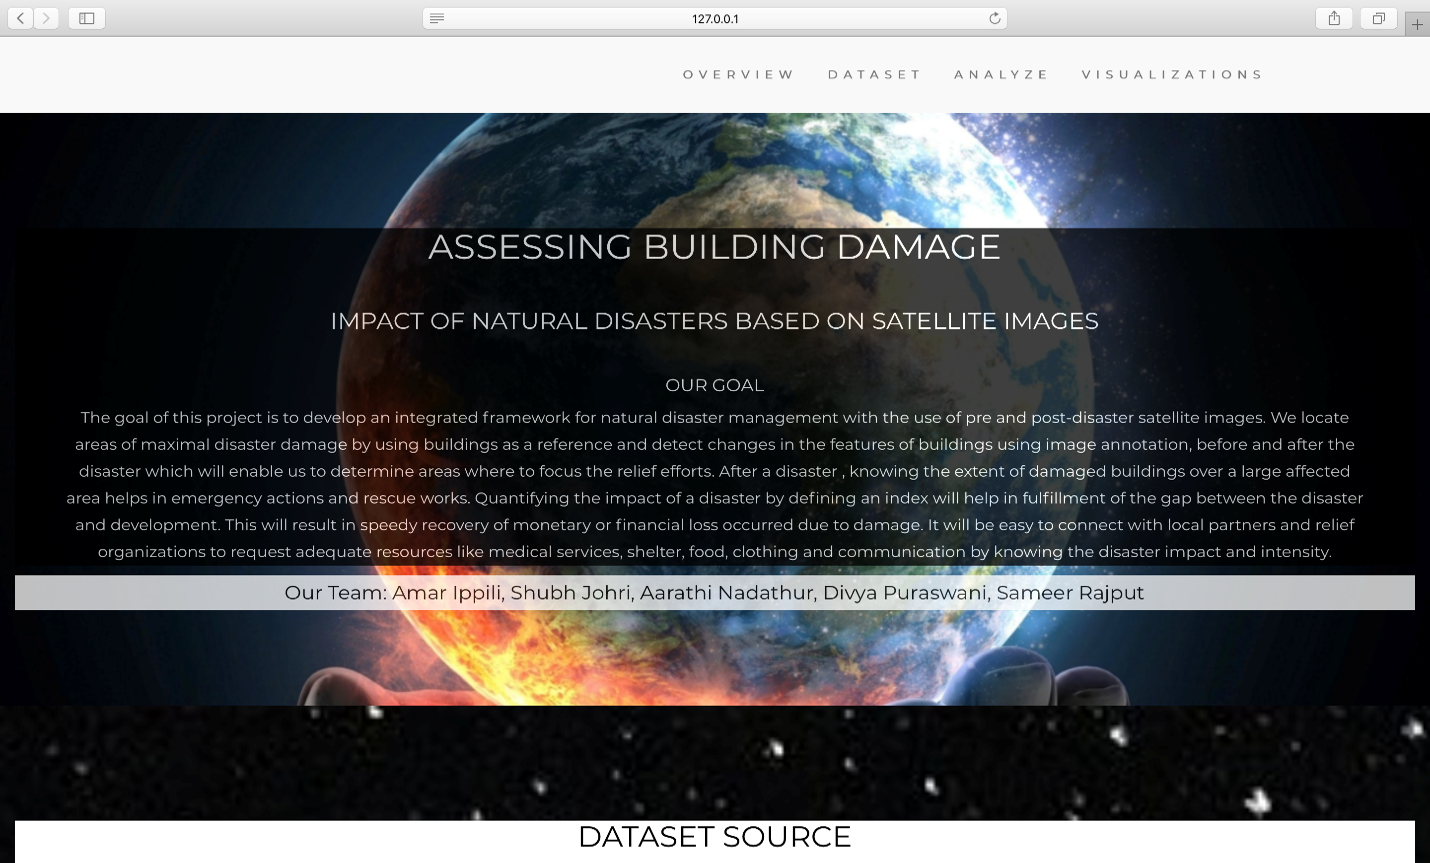 127.0.0.1
OVERVIEW DATASET ANALYZE VISUALIZATIONS
ASSESSING BUILDING DAMAGE
IMPACT OF NATURAL DISASTERS BASED ON SATELLITE IMAGES
OUR GOAL
The goal of this project is to develop an integrated framework for natural disaster management with the use of pre and post-disaster satellite images. We locate
areas of maximal disaster damage by using buildings as a reference and detect changes in the features of buildings using image annotation, before and after the
disaster which will enable us to determine areas where to focus the relief efforts. After a disaster , knowing the extent of damaged buildings over a large affected
area helps in emergency actions and rescue works. Quantifying the impact of a disaster by defining an index will help in fulfillment of the gap between the disaster
and development. This will result in speedy recovery of monetary or financial loss occurred due to damage. It will be easy to connect with local partners and relief
organizations to request adequate resources like medical services, shelter, food, clothing and communication by knowing the disaster impact and intensity.
Our Team: Amar Ippili, Shubh Johri, Aarathi Nadathur, Divya Puraswani, Sameer Rajput
DATASET SOURCE